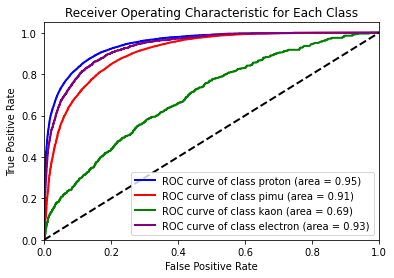 Receiver Operating Characteristic for Each Class
True Positive Rate
1.0
0.8
0.6
0.4
0.2
0.0
ROC curve of class proton (area = 0.95)
ROC curve of class pimu (area = 0.91)
ROC curve of class kaon (area = 0.69)
ROC curve of class electron (area = 0.93)
0.0 0.2 0.4 0.6 0.8 1.0
False Positive Rate